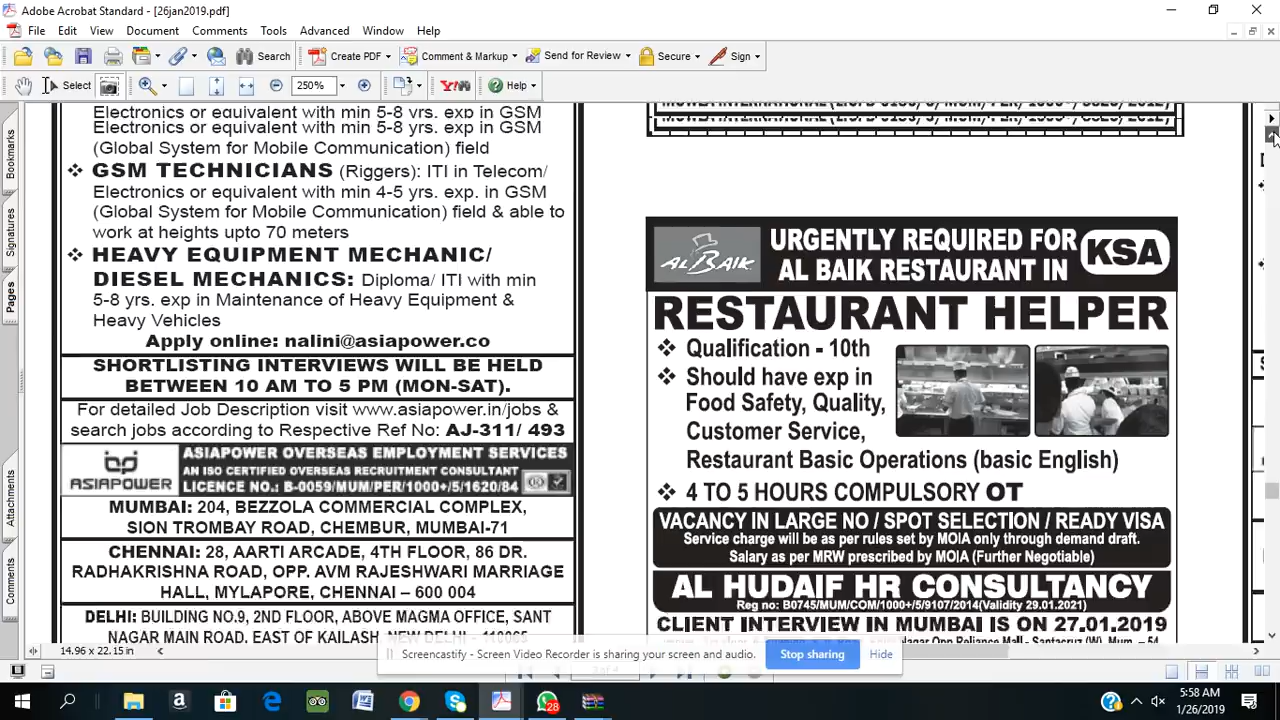 Adobe Acrobat Standard - [26jan2019.pdf]
File Edit View Document Comments Tools Advanced Window Help
Search Create PDF Comment & Markup Send for Review Secure Sign
Select 250% Y! Help
Bookmarks
Signatures
Pages
Attachments
Comments
Electronics or equivalent with min 5-8 yrs. exp in GSM
Electronics or equivalent with min 5-8 yrs. exp in GSM
(Global System for Mobile Communication) field
❖ GSM TECHNICIANS (Riggers): ITI in Telecom/
Electronics or equivalent with min 4-5 yrs. exp. in GSM
(Global System for Mobile Communication) field & able to
work at heights upto 70 meters
❖ HEAVY EQUIPMENT MECHANIC/
DIESEL MECHANICS: Diploma/ ITI with min
5-8 yrs. exp in Maintenance of Heavy Equipment &
Heavy Vehicles
Apply online: nalini@asiapower.co
SHORTLISTING INTERVIEWS WILL BE HELD
BETWEEN 10 AM TO 5 PM (MON-SAT).
For detailed Job Description visit www.asiapower.in/jobs &
search jobs according to Respective Ref No: AJ-311/ 493
ASIAPOWER
ASIAPOWER OVERSEAS EMPLOYMENT SERVICES
AN ISO CERTIFIED OVERSEAS RECRUITMENT CONSULTANT
LICENCE NO.: B-0059/MUM/PER/1000+/5/1620/84
MUMBAI: 204, BEZZOLA COMMERCIAL COMPLEX,
SION TROMBAY ROAD, CHEMBUR, MUMBAI-71
CHENNAI: 28, AARTI ARCADE, 4TH FLOOR, 86 DR.
RADHAKRISHNA ROAD, OPP. AVM RAJESHWARI MARRIAGE
HALL, MYLAPORE, CHENNAI – 600 004
DELHI: BUILDING NO.9, 2ND FLOOR, ABOVE MAGMA OFFICE, SANT
NAGAR MAIN ROAD, EAST OF KAILASH, NEW DELHI - 110065
AL BAIK
URGENTLY REQUIRED FOR
AL BAIK RESTAURANT IN
KSA
RESTAURANT HELPER
❖ Qualification - 10th
❖ Should have exp in
Food Safety, Quality,
Customer Service,
Restaurant Basic Operations (basic English)
❖ 4 TO 5 HOURS COMPULSORY OT
VACANCY IN LARGE NO / SPOT SELECTION / READY VISA
Service charge will be as per rules set by MOIA only through demand draft.
Salary as per MRW prescribed by MOIA (Further Negotiable)
AL HUDAIF HR CONSULTANCY
Reg no: B0745/MUM/COM/1000+/5/9107/2014(Validity 29.01.2021)
CLIENT INTERVIEW IN MUMBAI IS ON 27.01.2019
Nagar Opp Reliance Mall - Santacruz (W), Mum - 54
14.96 x 22.15 in
Screencastify - Screen Video Recorder is sharing your screen and audio. Stop sharing Hide
28
5:58 AM
1/26/2019